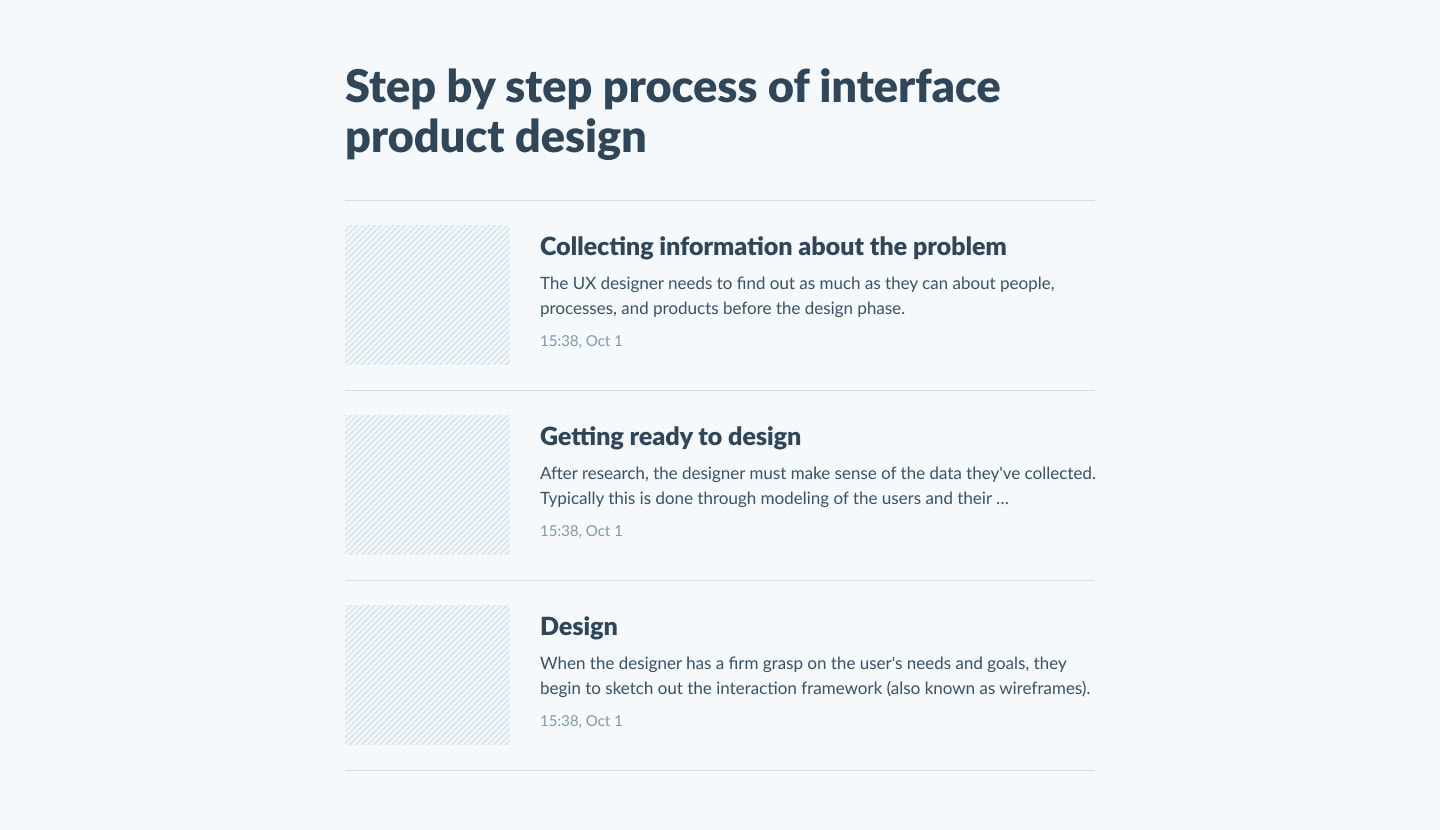 Step by step process of interface
product design
Collecting information about the problem
The UX designer needs to find out as much as they can about people,
processes, and products before the design phase.
15:38, Oct 1
Getting ready to design
After research, the designer must make sense of the data they've collected.
Typically this is done through modeling of the users and their ...
15:38, Oct 1
Design
When the designer has a firm grasp on the user's needs and goals, they
begin to sketch out the interaction framework (also known as wireframes).
15:38, Oct 1